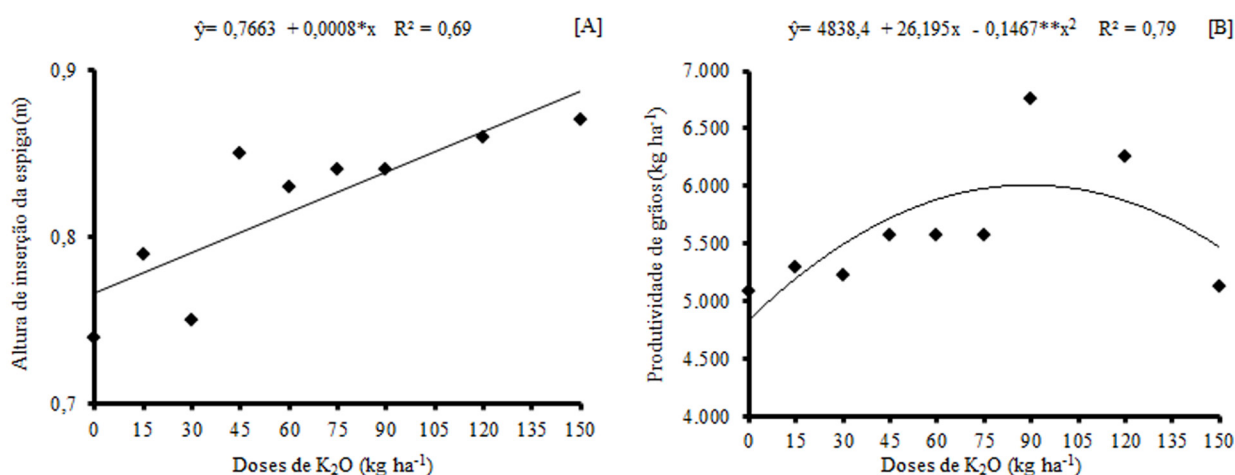 ŷ= 0,7663 + 0,0008*x R² = 0,69 [A]
0,9
0,8
0,7
Altura de inserção da espiga (m)
0 15 30 45 60 75 90 105 120 135 150
Doses de K₂O (kg ha⁻¹)
ŷ= 4838,4 + 26,195x - 0,1467**x² R² = 0,79 [B]
7.000
6.500
6.000
5.500
5.000
4.500
4.000
Produtividade de grãos (kg ha⁻¹)
0 15 30 45 60 75 90 105 120 135 150
Doses de K₂O (kg ha⁻¹)